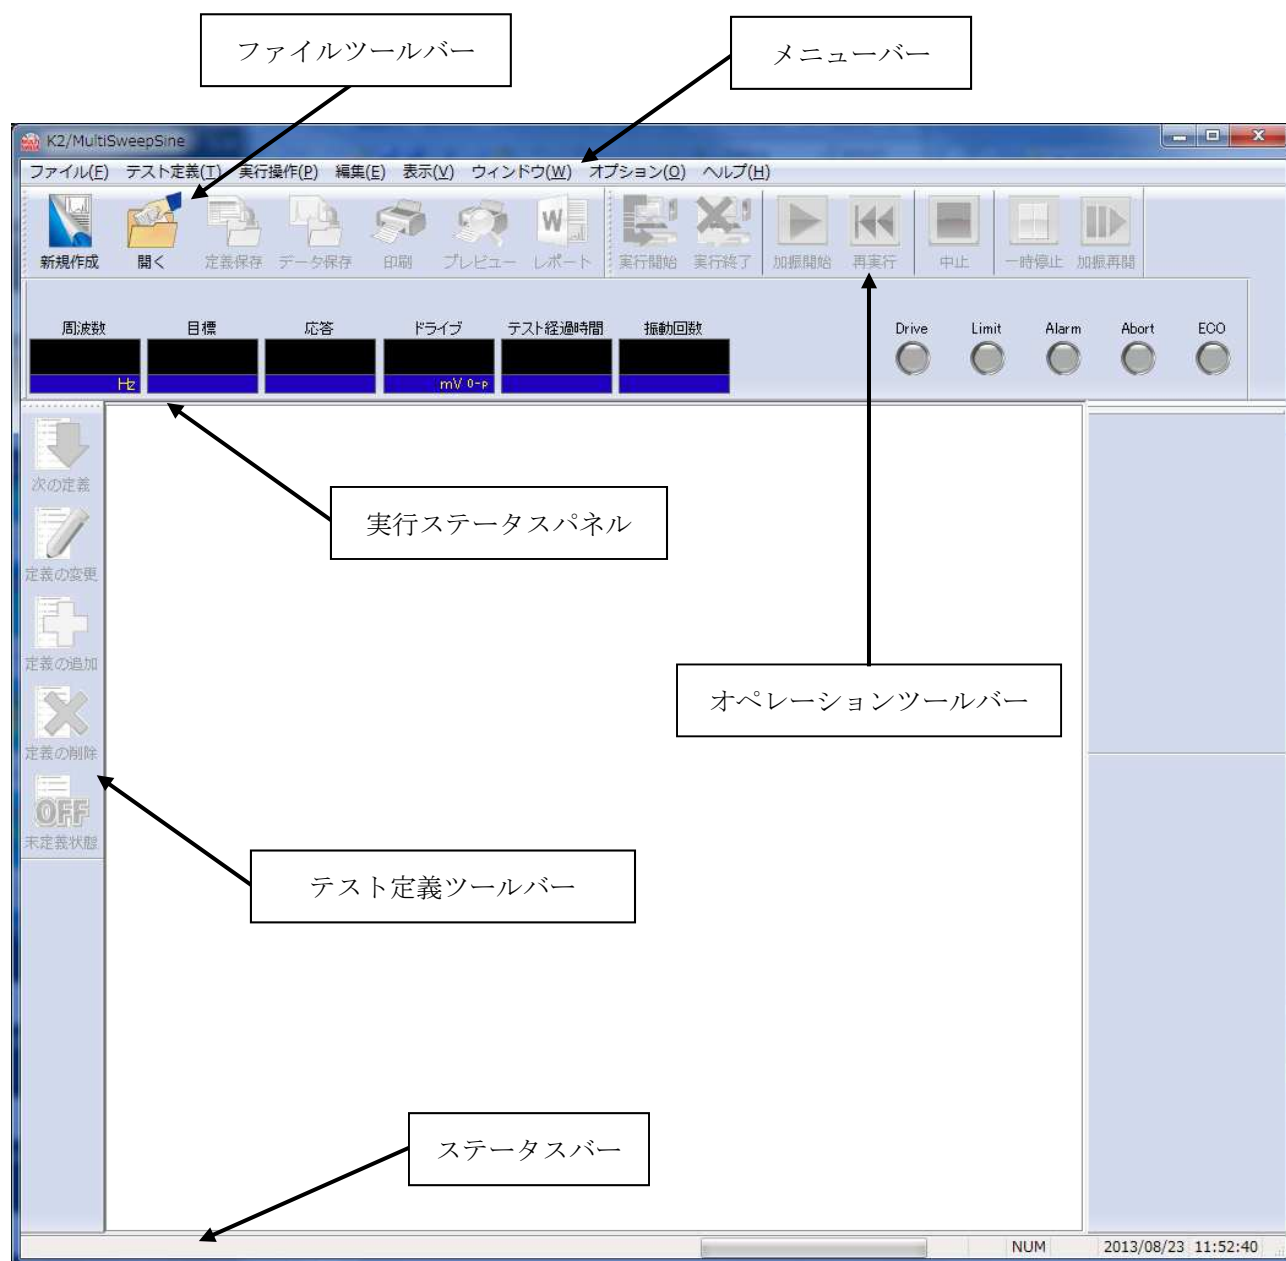 ファイルツールバー
メニューバー
K2/MultiSweepSine
ファイル(F) テスト定義(T) 実行操作(P) 編集(E) 表示(V) ウィンドウ(W) オプション(O) ヘルプ(H)
新規作成 開く 定義保存 データ保存 印刷 プレビュー レポート 実行開始 実行終了 加振開始 再実行 中止 一時停止 加振再開
周波数 目標 応答 ドライブ テスト経過時間 振動回数 Drive Limit Alarm Abort ECO
Hz mV 0-p
次の定義
実行ステータスパネル
定義の変更
定義の追加
オペレーションツールバー
定義の削除
OFF
未定義状態
テスト定義ツールバー
ステータスバー
NUM 2013/08/23 11:52:40